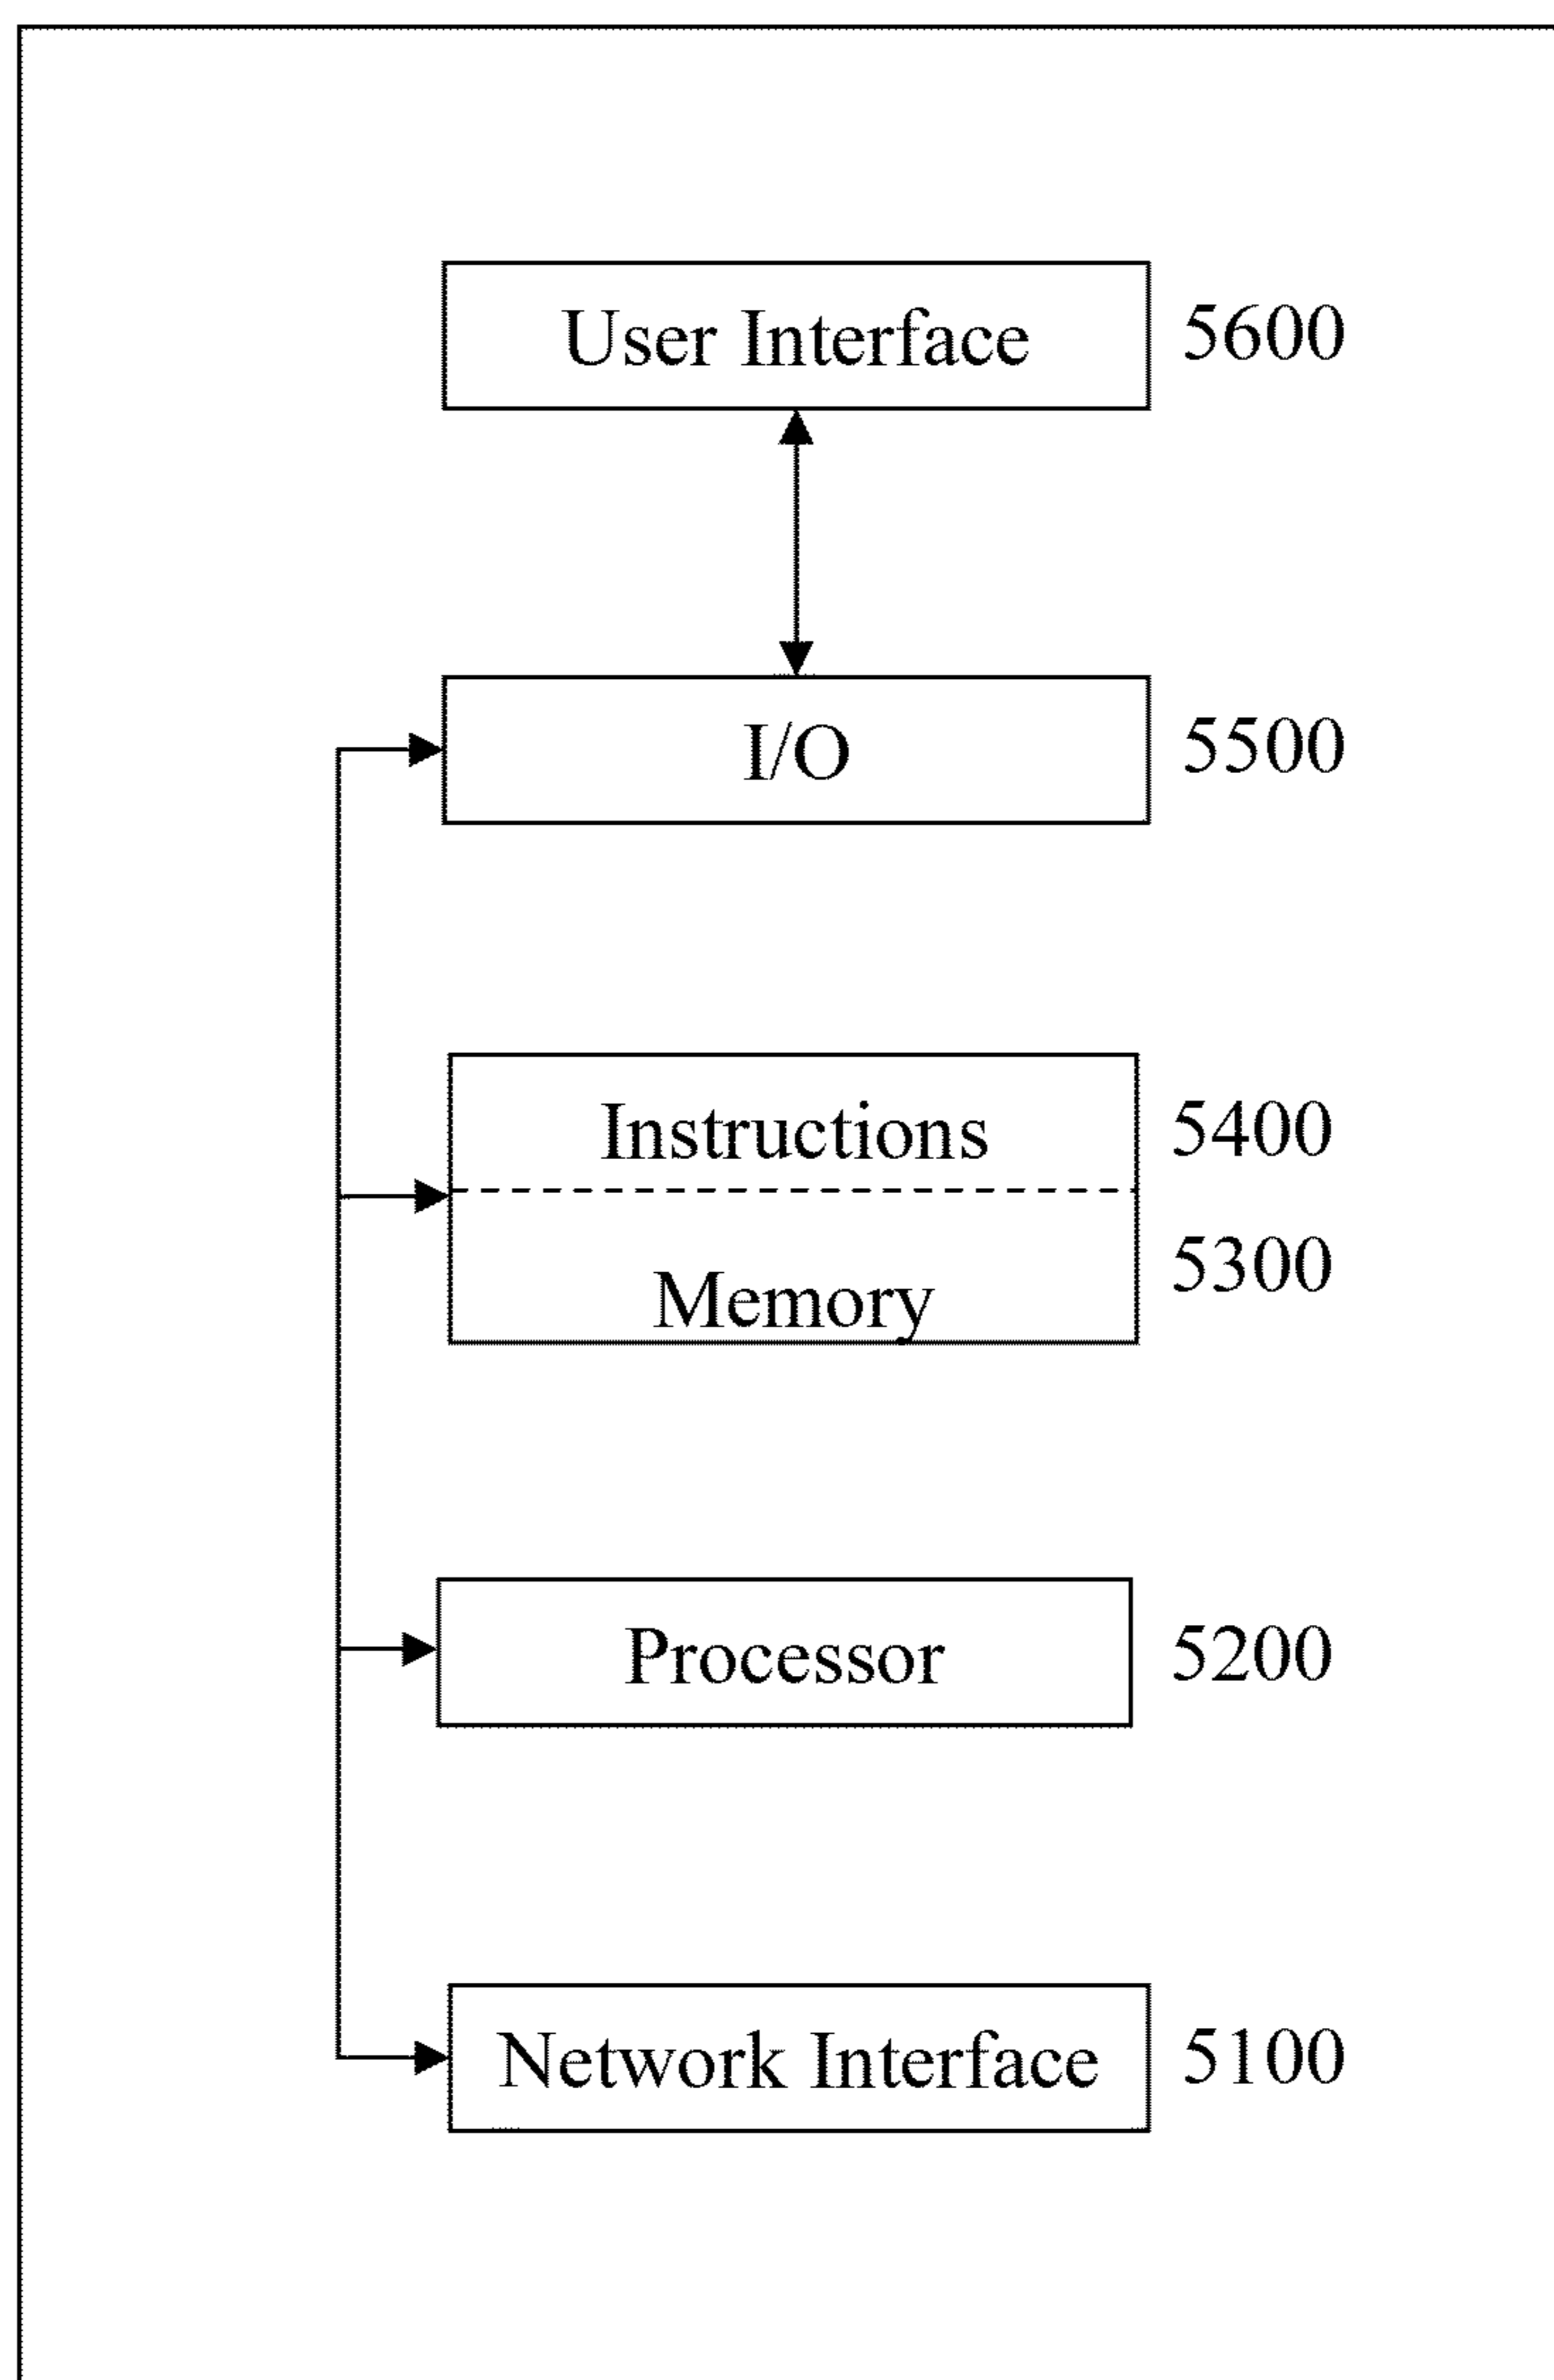 User Interface 5600
I/O 5500
Instructions 5400
Memory 5300
Processor 5200
Network Interface 5100